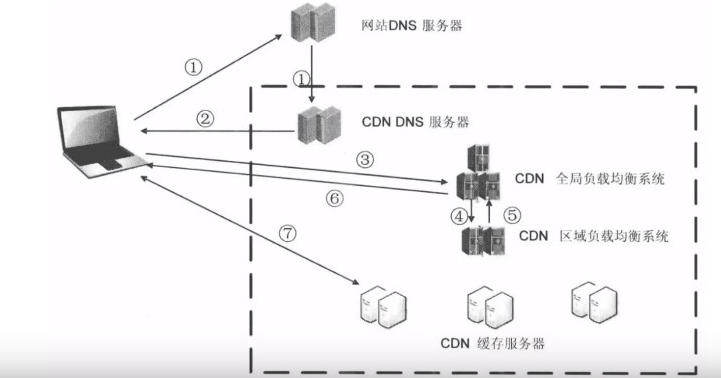 网站DNS 服务器
①
①
CDN DNS 服务器
②
③
CDN 全局负载均衡系统
⑥
④
⑤
CDN 区域负载均衡系统
⑦
CDN 缓存服务器